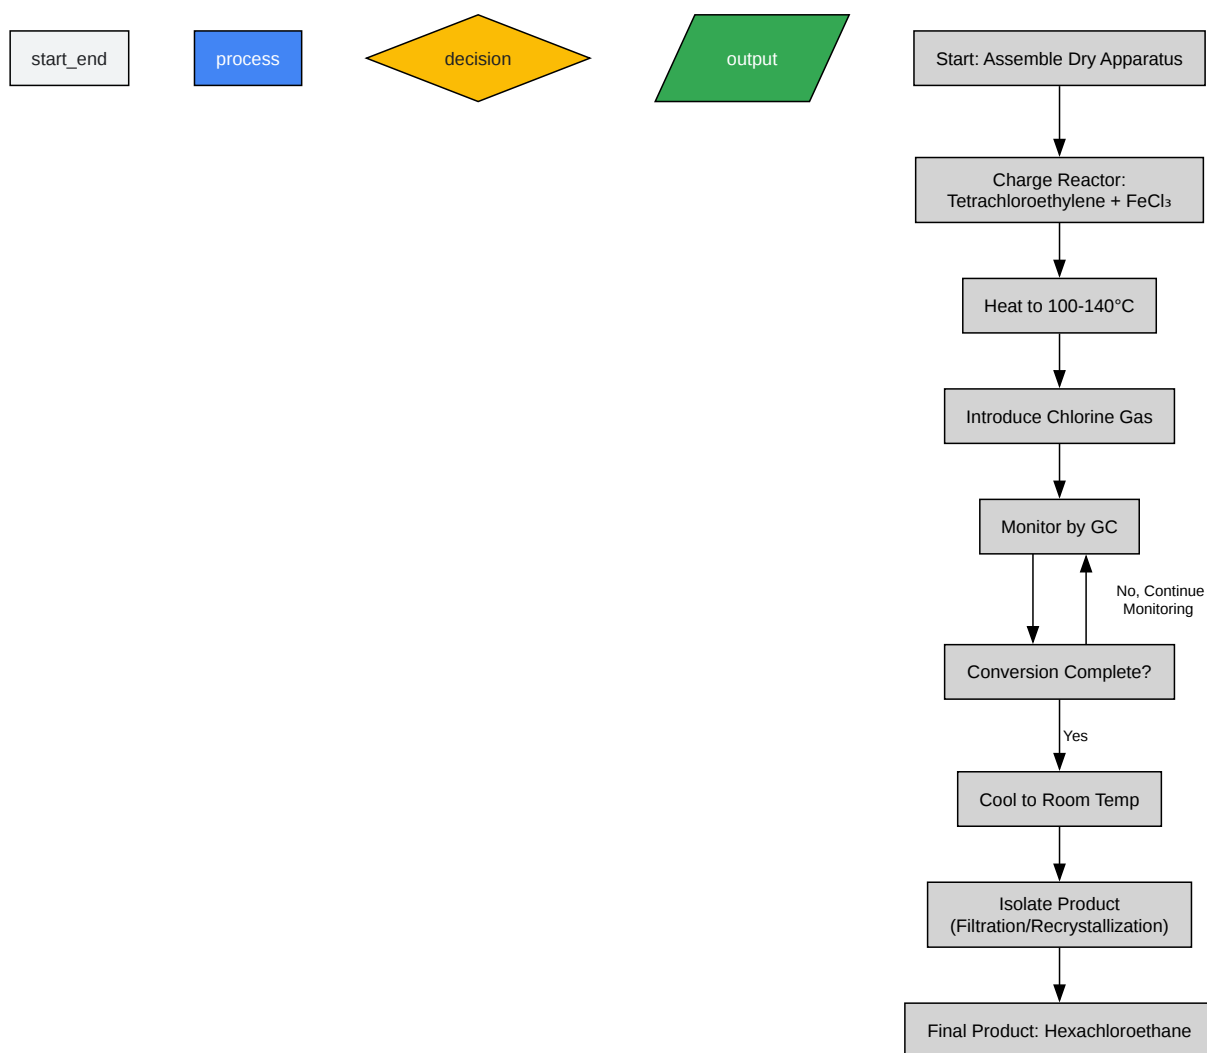 start_end
process
decision
output
Start: Assemble Dry Apparatus
Charge Reactor:
Tetrachloroethylene + FeCl₃
Heat to 100-140°C
Introduce Chlorine Gas
Monitor by GC
No, Continue
Monitoring
Conversion Complete?
Yes
Cool to Room Temp
Isolate Product
(Filtration/Recrystallization)
Final Product: Hexachloroethane